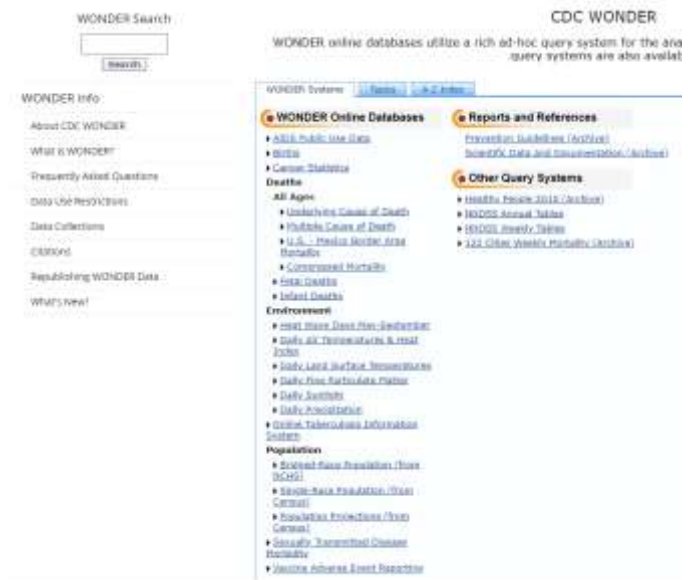 WONDER Search
Search
WONDER Info
About CDC WONDER
What is WONDER?
Frequently Asked Questions
Data Use Restrictions
Data Collections
Citations
Republishing WONDER Data
What's New?
CDC WONDER
WONDER online databases utilize a rich ad-hoc query system for the ana
query systems are also availab
WONDER Systems
Topics
A-Z Index
WONDER Online Databases
AIDS Public Use Data
Births
Cancer Statistics
Deaths
All Ages
Underlying Cause of Death
Multiple Cause of Death
U.S. - Mexico Border Area
Mortality
Compressed Mortality
Fetal Deaths
Infant Deaths
Environment
Heat Wave Days May-September
Daily Air Temperatures & Heat
Index
Daily Land Surface Temperatures
Daily Fine Particulate Matter
Daily Sunlight
Daily Precipitation
Online Tuberculosis Information
System
Population
Bridged-Race Population (from
NCHS)
Single-Race Population (from
Census)
Population Projections (from
Census)
Sexually Transmitted Disease
Morbidity
Vaccine Adverse Event Reporting
Reports and References
Prevention Guidelines (Archive)
Scientific Data and Documentation (Archive)
Other Query Systems
Healthy People 2010 (Archive)
NNDSS Annual Tables
NNDSS Weekly Tables
122 Cities Weekly Mortality (Archive)